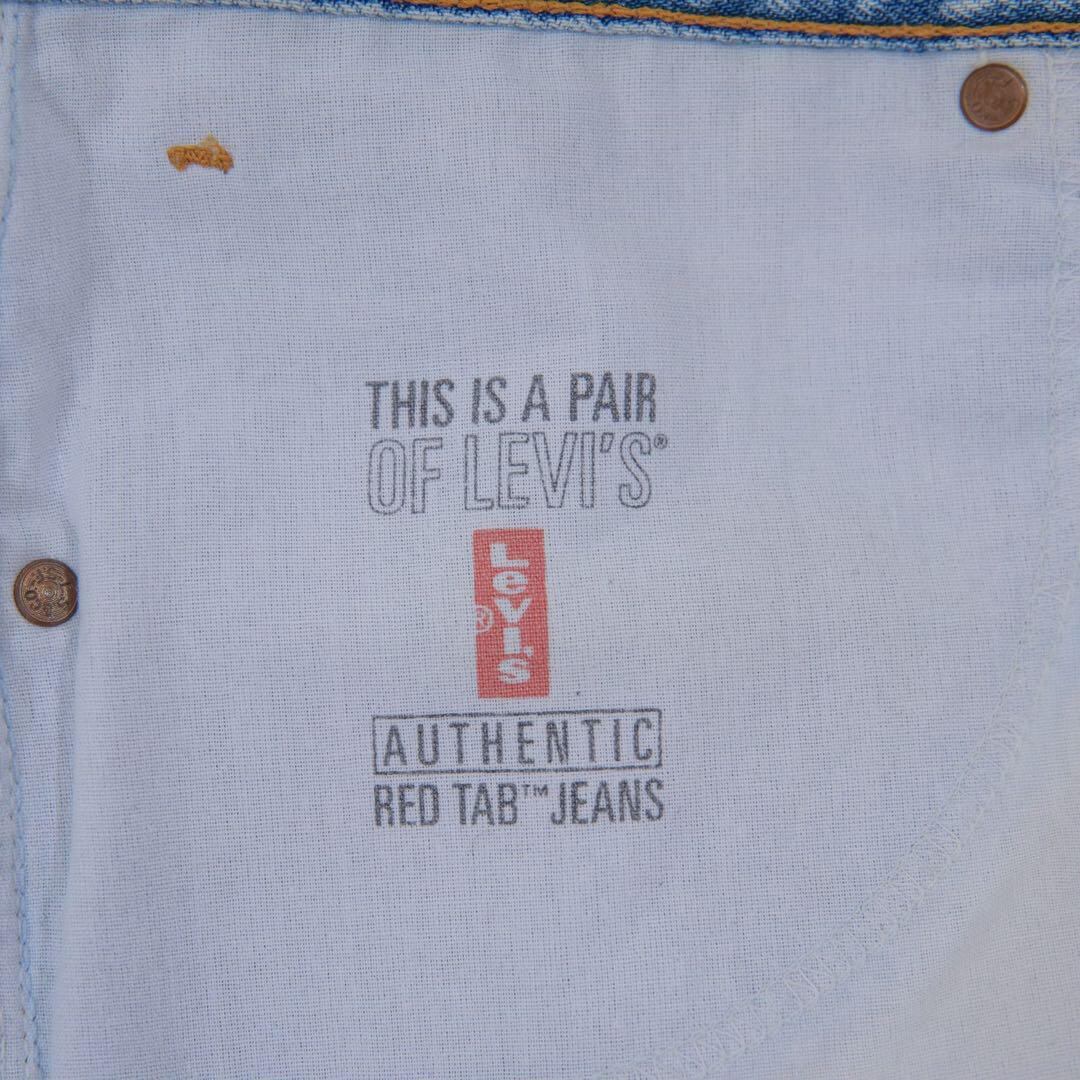 THIS IS A PAIR
OF LEVI'S®
LEVI'S
®
AUTHENTIC
RED TAB™ JEANS